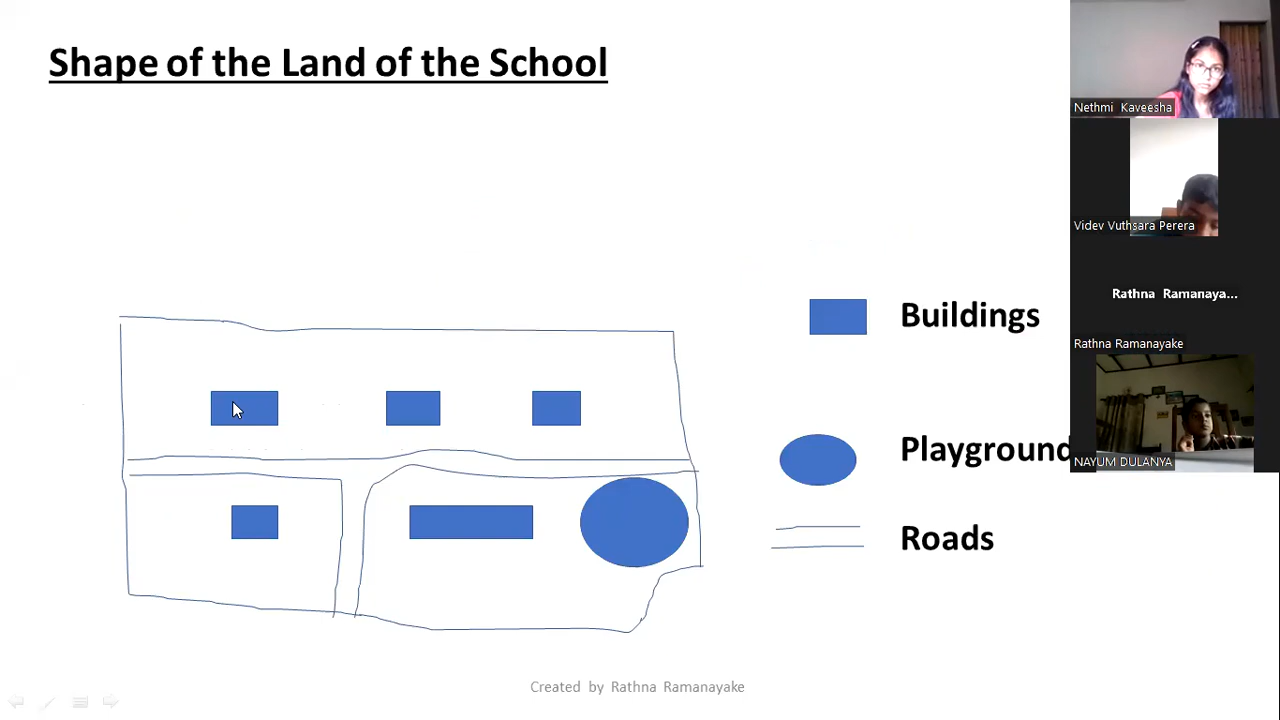 Shape of the Land of the School
Buildings
Playground
Roads
Created by Rathna Ramanayake
Nethmi Kaveesha
Videv Vuthsara Perera
Rathna Ramanaya...
Rathna Ramanayake
NAYUM DULANYA